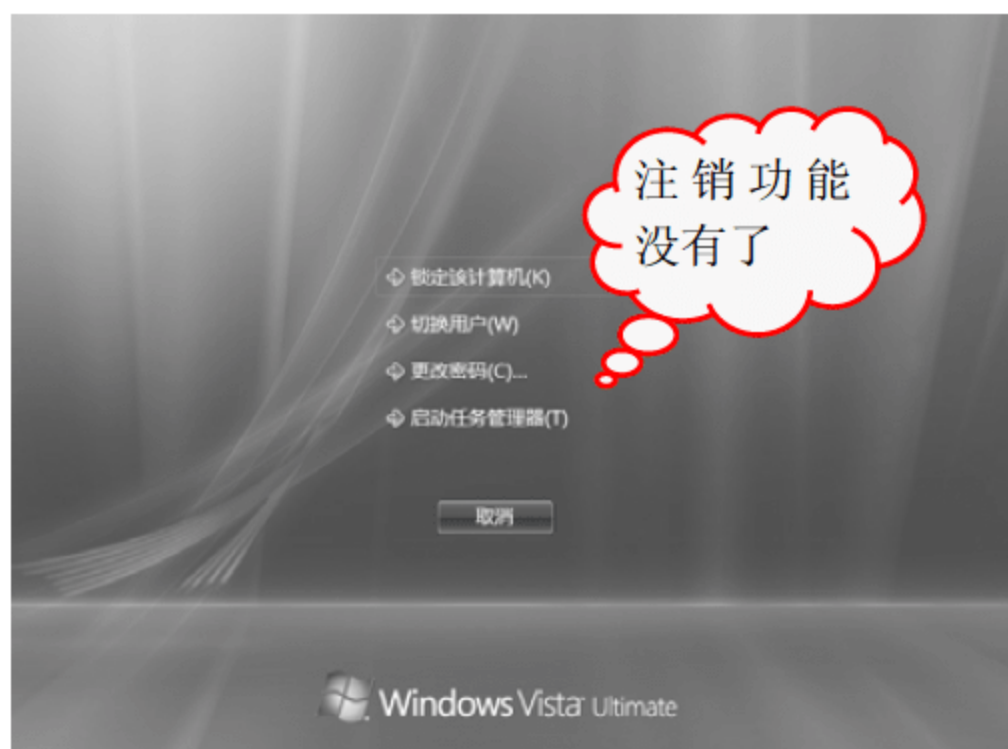 注销功能
没有了
锁定该计算机(K)
切换用户(W)
更改密码(C)...
启动任务管理器(T)
取消
Windows Vista Ultimate